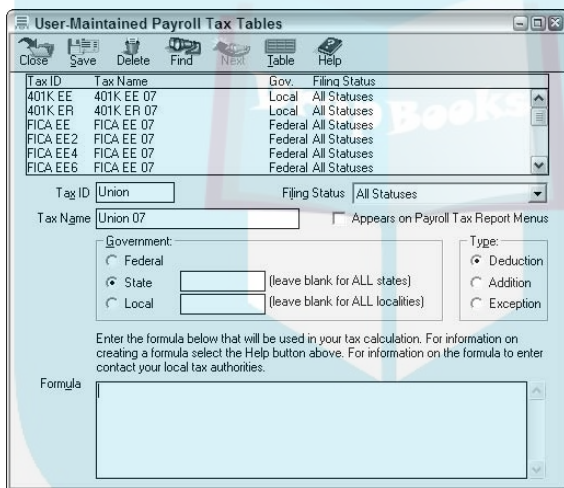 User-Maintained Payroll Tax Tables
Close Save Delete Find Next Table Help
Tax ID Tax Name Gov. Filing Status
401K EE 401K EE 07 Local All Statuses
401K ER 401K ER 07 Local All Statuses
FICA EE FICA EE 07 Federal All Statuses
FICA EE2 FICA EE 07 Federal All Statuses
FICA EE4 FICA EE 07 Federal All Statuses
FICA EE6 FICA EE 07 Federal All Statuses
Tax ID Union Filing Status All Statuses
Tax Name Union 07 Appears on Payroll Tax Report Menus
Government: Type:
Federal Deduction
State (leave blank for ALL states) Addition
Local (leave blank for ALL localities) Exception
Enter the formula below that will be used in your tax calculation. For information on
creating a formula select the Help button above. For information on the formula to enter
contact your local tax authorities.
Formula
Books